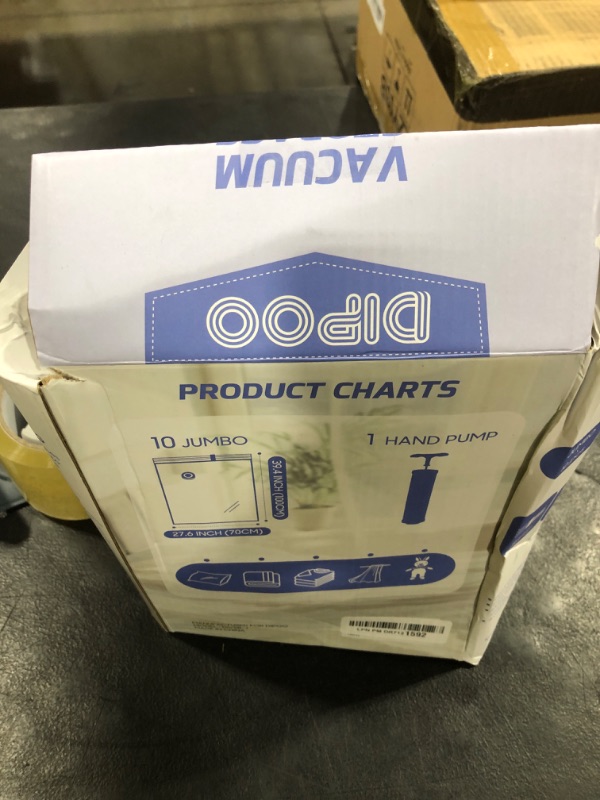 VACUUM
DIPOO
PRODUCT CHARTS
10 JUMBO
1 HAND PUMP
39.4 INCH (100CM)
27.6 INCH (70CM)